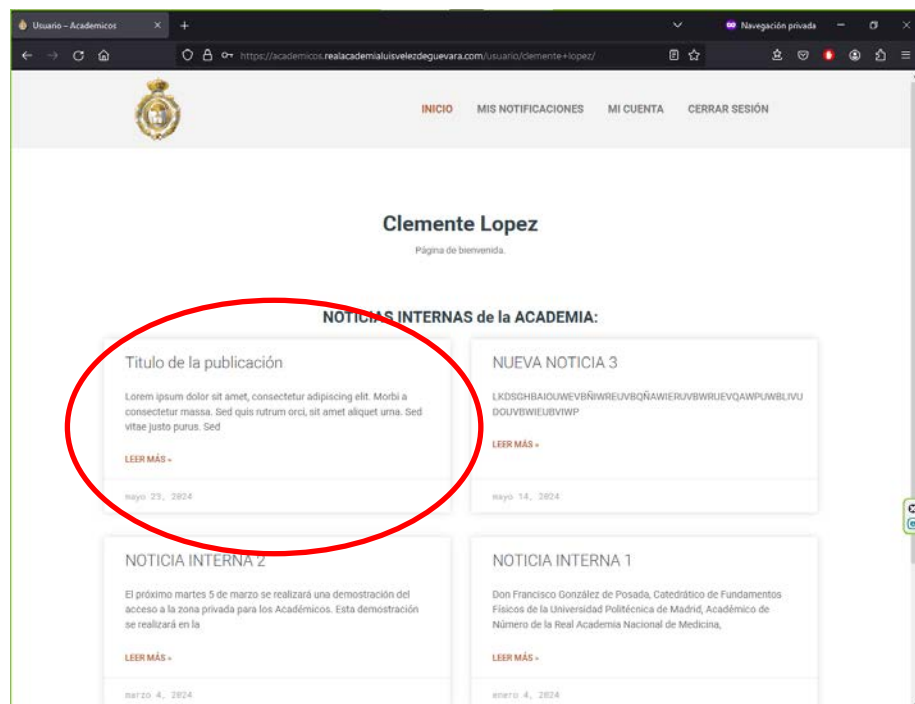 Usuario – Academicos
Navegación privada
https://academicos.realacademialuisvelezdeguevara.com/usuario/clemente+lopez/
INICIO MIS NOTIFICACIONES MI CUENTA CERRAR SESIÓN
Clemente Lopez
Página de bienvenida.
NOTICIAS INTERNAS de la ACADEMIA:
Titulo de la publicación
Lorem ipsum dolor sit amet, consectetur adipiscing elit. Morbi a
consectetur massa. Sed quis rutrum orci, sit amet aliquet urna. Sed
vitae justo purus. Sed
LEER MÁS »
mayo 23, 2024
NUEVA NOTICIA 3
LKDSGHBAIOUWEVBÑIWREUVBQÑAWIERUVBWRUEVQAWPUWBLIVU
DOUVBWIEUBVIWP
LEER MÁS »
mayo 14, 2024
NOTICIA INTERNA 2
El próximo martes 5 de marzo se realizará una demostración del
acceso a la zona privada para los Académicos. Esta demostración
se realizará en la
LEER MÁS »
marzo 4, 2024
NOTICIA INTERNA 1
Don Francisco González de Posada, Catedrático de Fundamentos
Físicos de la Universidad Politécnica de Madrid, Académico de
Número de la Real Academia Nacional de Medicina,
LEER MÁS »
enero 4, 2024